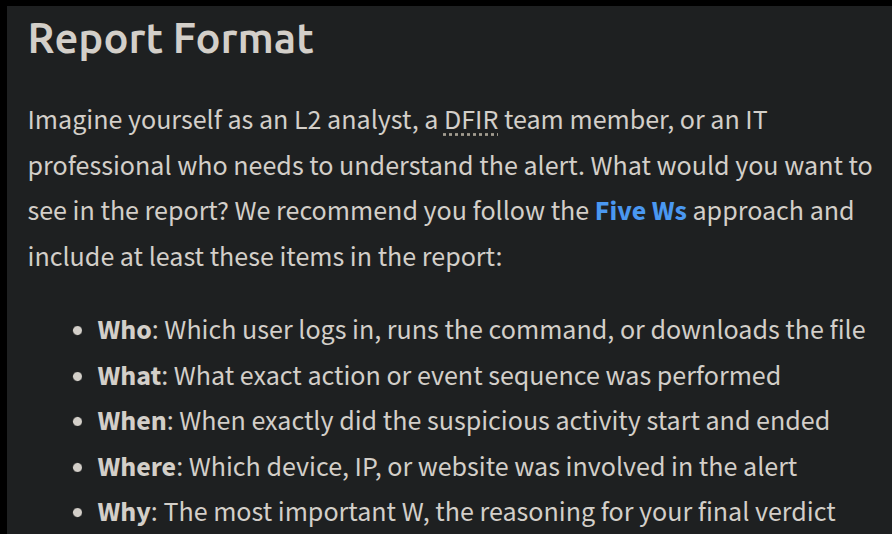 Report Format
Imagine yourself as an L2 analyst, a DFIR team member, or an IT
professional who needs to understand the alert. What would you want to
see in the report? We recommend you follow the Five Ws approach and
include at least these items in the report:
• Who: Which user logs in, runs the command, or downloads the file
• What: What exact action or event sequence was performed
• When: When exactly did the suspicious activity start and ended
• Where: Which device, IP, or website was involved in the alert
• Why: The most important W, the reasoning for your final verdict